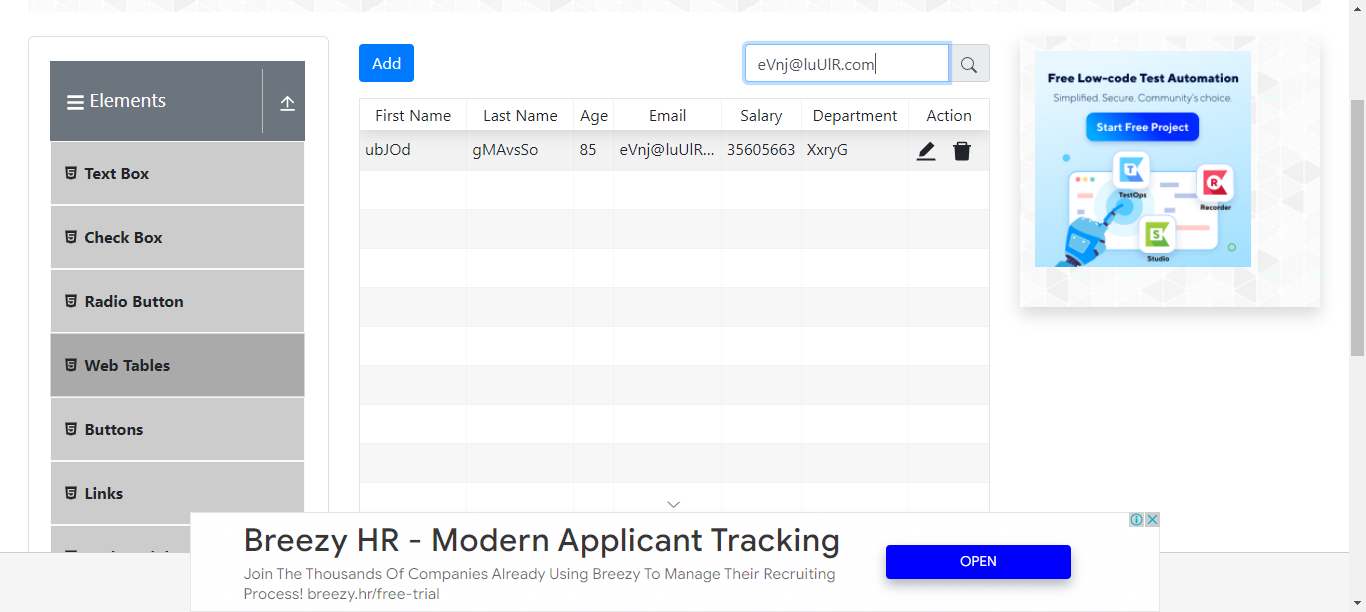 Elements
Text Box
Check Box
Radio Button
Web Tables
Buttons
Links
Add
eVnj@luUlR.com
First Name Last Name Age Email Salary Department Action
ubJOd gMAvsSo 85 eVnj@luUlR... 35605663 XxryG
Free Low-code Test Automation
Simplified. Secure. Community's choice.
Start Free Project
TestOps
Recorder
Studio
Breezy HR - Modern Applicant Tracking
Join The Thousands Of Companies Already Using Breezy To Manage Their Recruiting
Process! breezy.hr/free-trial
OPEN